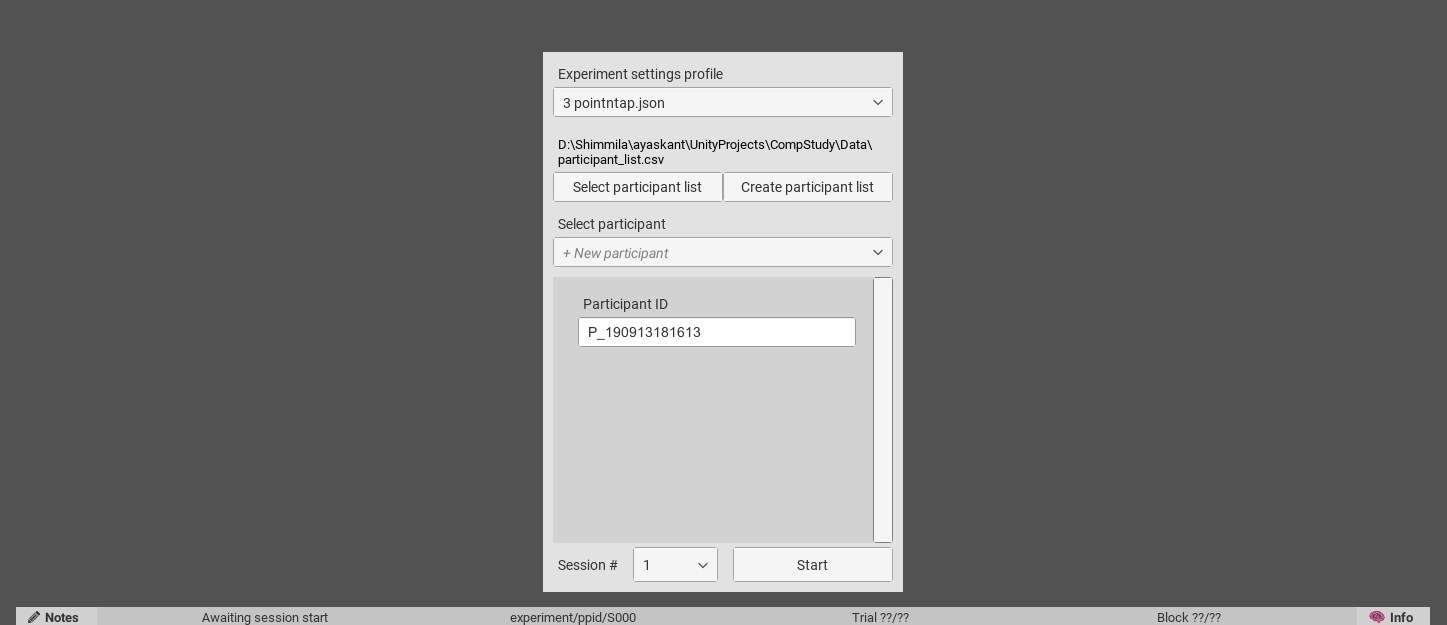 Experiment settings profile
3 pointntap.json
D:\Shimmila\ayaskant\UnityProjects\CompStudy\Data\
participant_list.csv
Select participant list
Create participant list
Select participant
+ New participant
Participant ID
P_190913181613
Session #
1
Start
Notes
Awaiting session start
experiment/ppid/S000
Trial ??/??
Block ??/??
Info